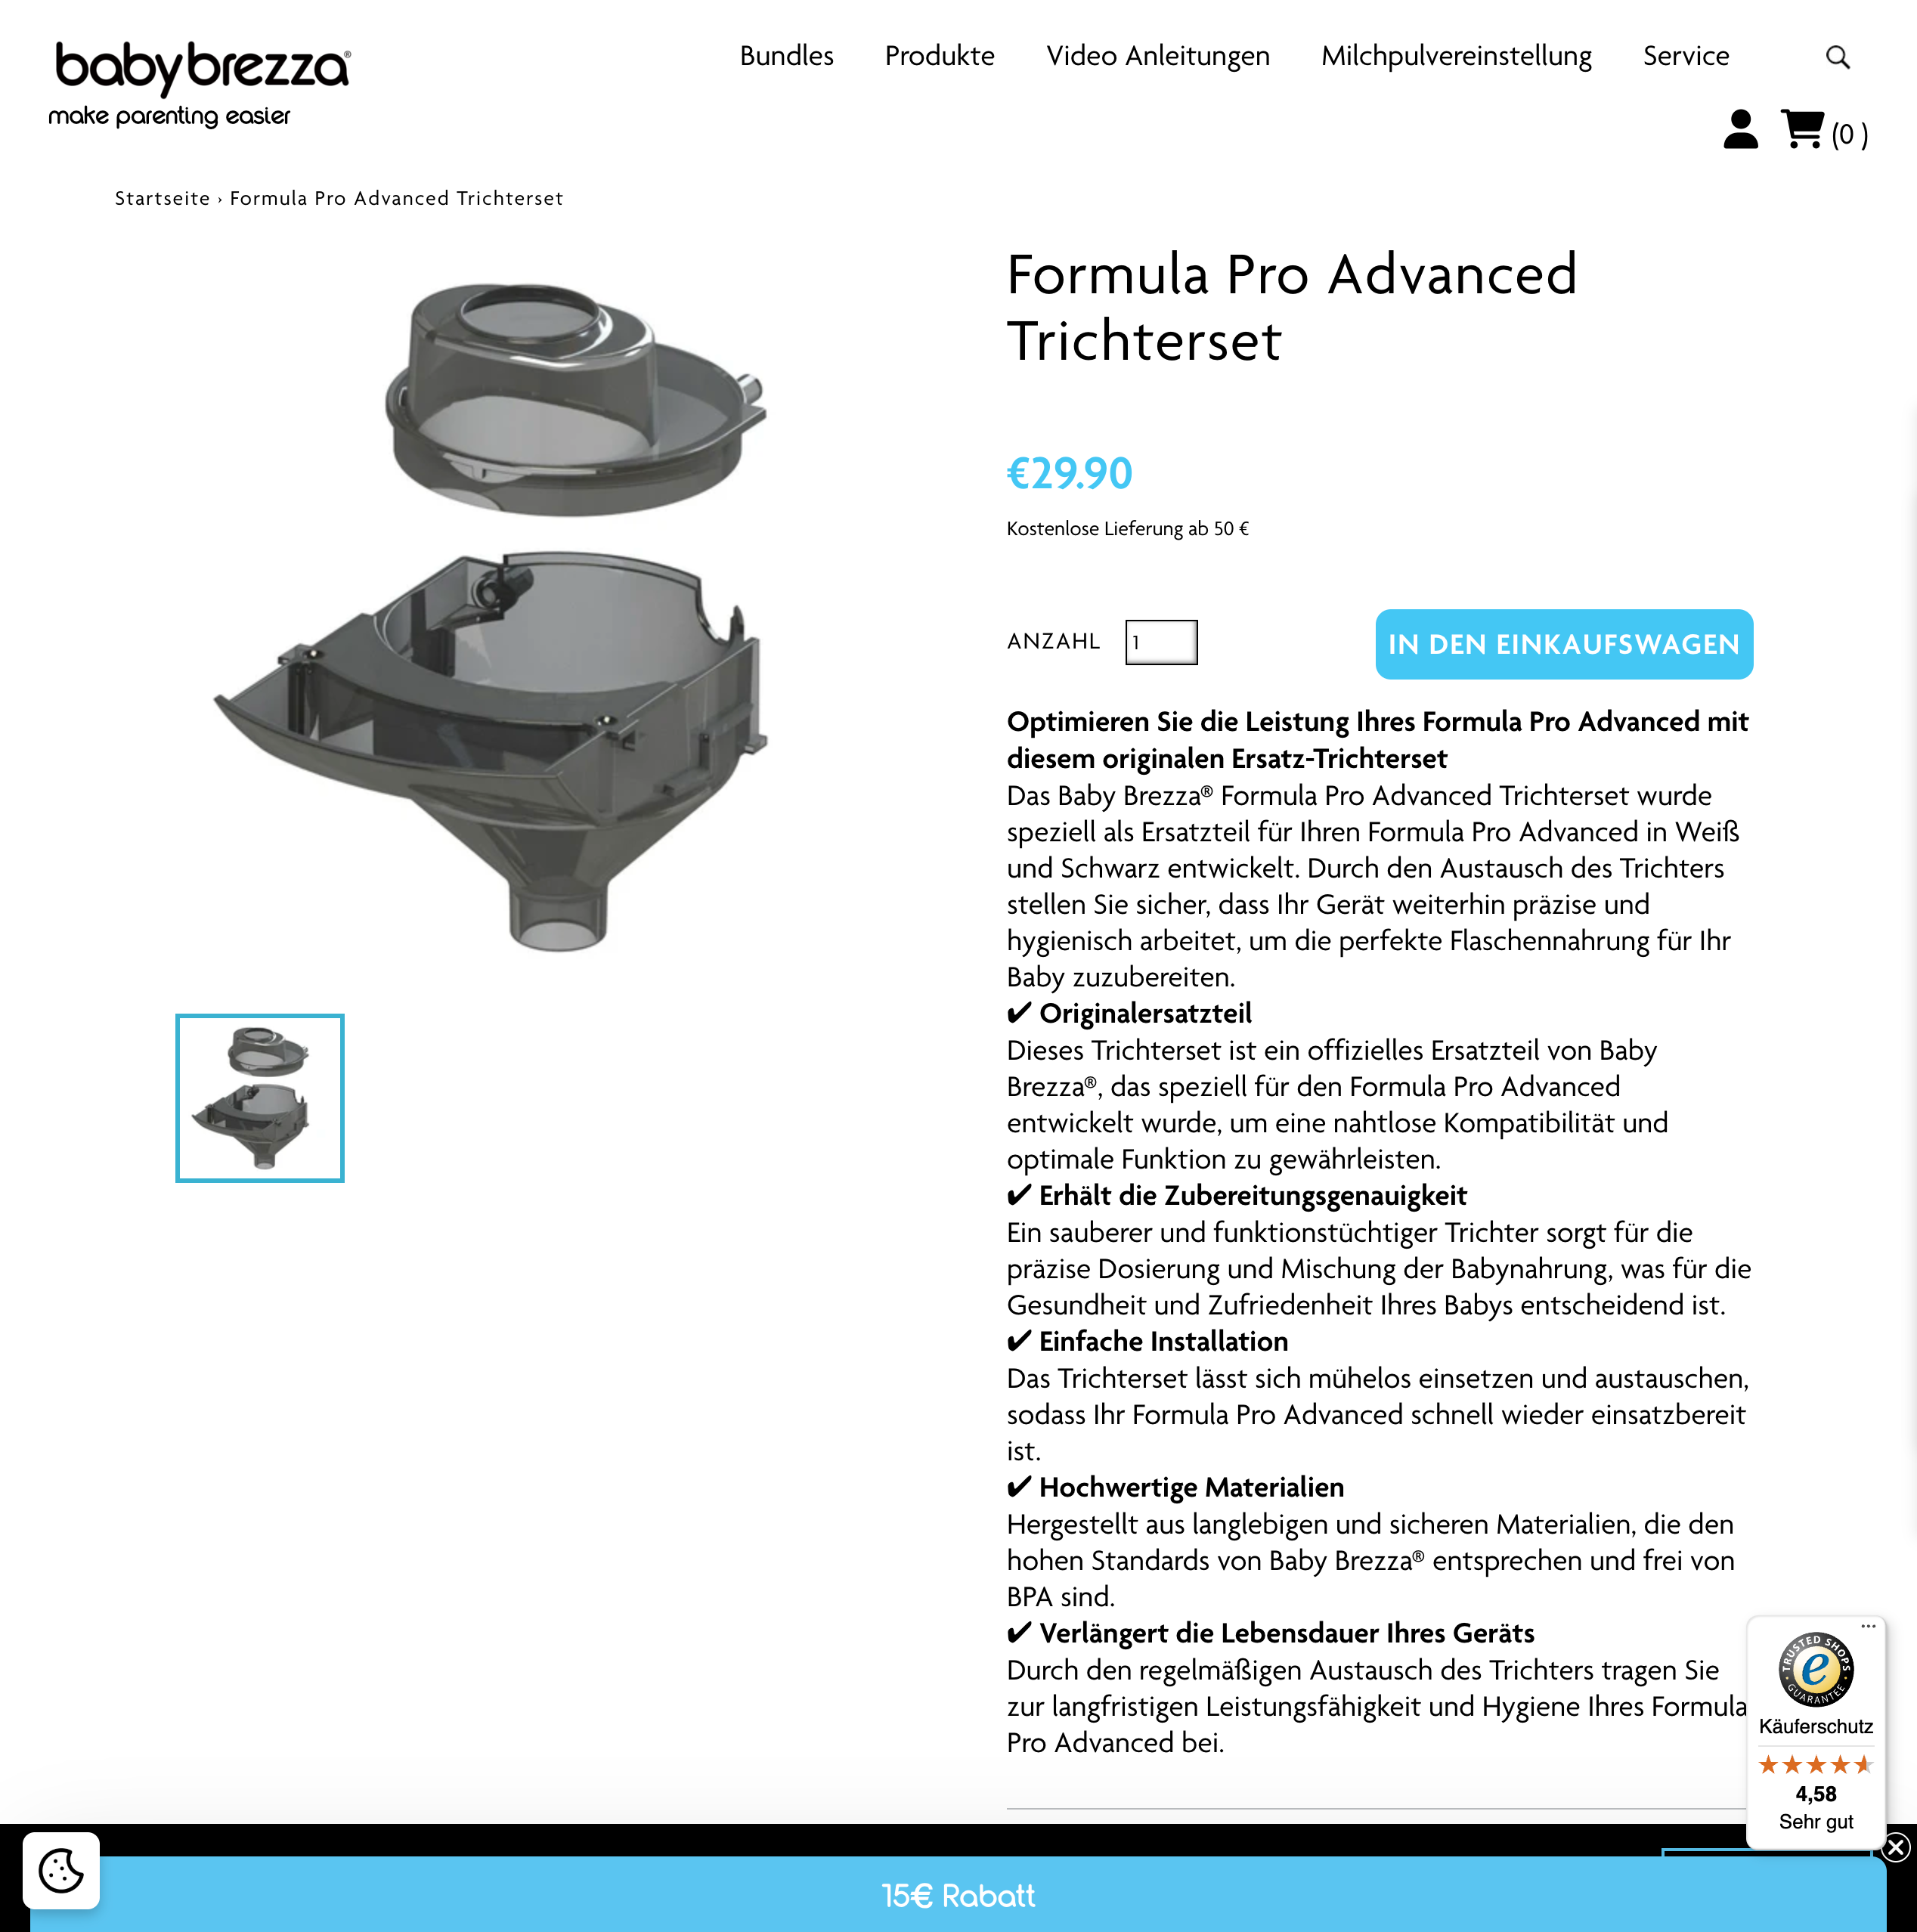 babybrezza®
make parenting easier
Bundles Produkte Video Anleitungen Milchpulvereinstellung Service
(0 )
Startseite › Formula Pro Advanced Trichterset
Formula Pro Advanced
Trichterset
€29.90
Kostenlose Lieferung ab 50 €
ANZAHL 1 IN DEN EINKAUFSWAGEN
Optimieren Sie die Leistung Ihres Formula Pro Advanced mit
diesem originalen Ersatz-Trichterset
Das Baby Brezza® Formula Pro Advanced Trichterset wurde
speziell als Ersatzteil für Ihren Formula Pro Advanced in Weiß
und Schwarz entwickelt. Durch den Austausch des Trichters
stellen Sie sicher, dass Ihr Gerät weiterhin präzise und
hygienisch arbeitet, um die perfekte Flaschennahrung für Ihr
Baby zuzubereiten.
✔ Originalersatzteil
Dieses Trichterset ist ein offizielles Ersatzteil von Baby
Brezza®, das speziell für den Formula Pro Advanced
entwickelt wurde, um eine nahtlose Kompatibilität und
optimale Funktion zu gewährleisten.
✔ Erhält die Zubereitungsgenauigkeit
Ein sauberer und funktionstüchtiger Trichter sorgt für die
präzise Dosierung und Mischung der Babynahrung, was für die
Gesundheit und Zufriedenheit Ihres Babys entscheidend ist.
✔ Einfache Installation
Das Trichterset lässt sich mühelos einsetzen und austauschen,
sodass Ihr Formula Pro Advanced schnell wieder einsatzbereit
ist.
✔ Hochwertige Materialien
Hergestellt aus langlebigen und sicheren Materialien, die den
hohen Standards von Baby Brezza® entsprechen und frei von
BPA sind.
✔ Verlängert die Lebensdauer Ihres Geräts
Durch den regelmäßigen Austausch des Trichters tragen Sie
zur langfristigen Leistungsfähigkeit und Hygiene Ihres Formula
Pro Advanced bei.
TRUSTED SHOPS
e
GUARANTEE
Käuferschutz
4,58
Sehr gut
15€ Rabatt